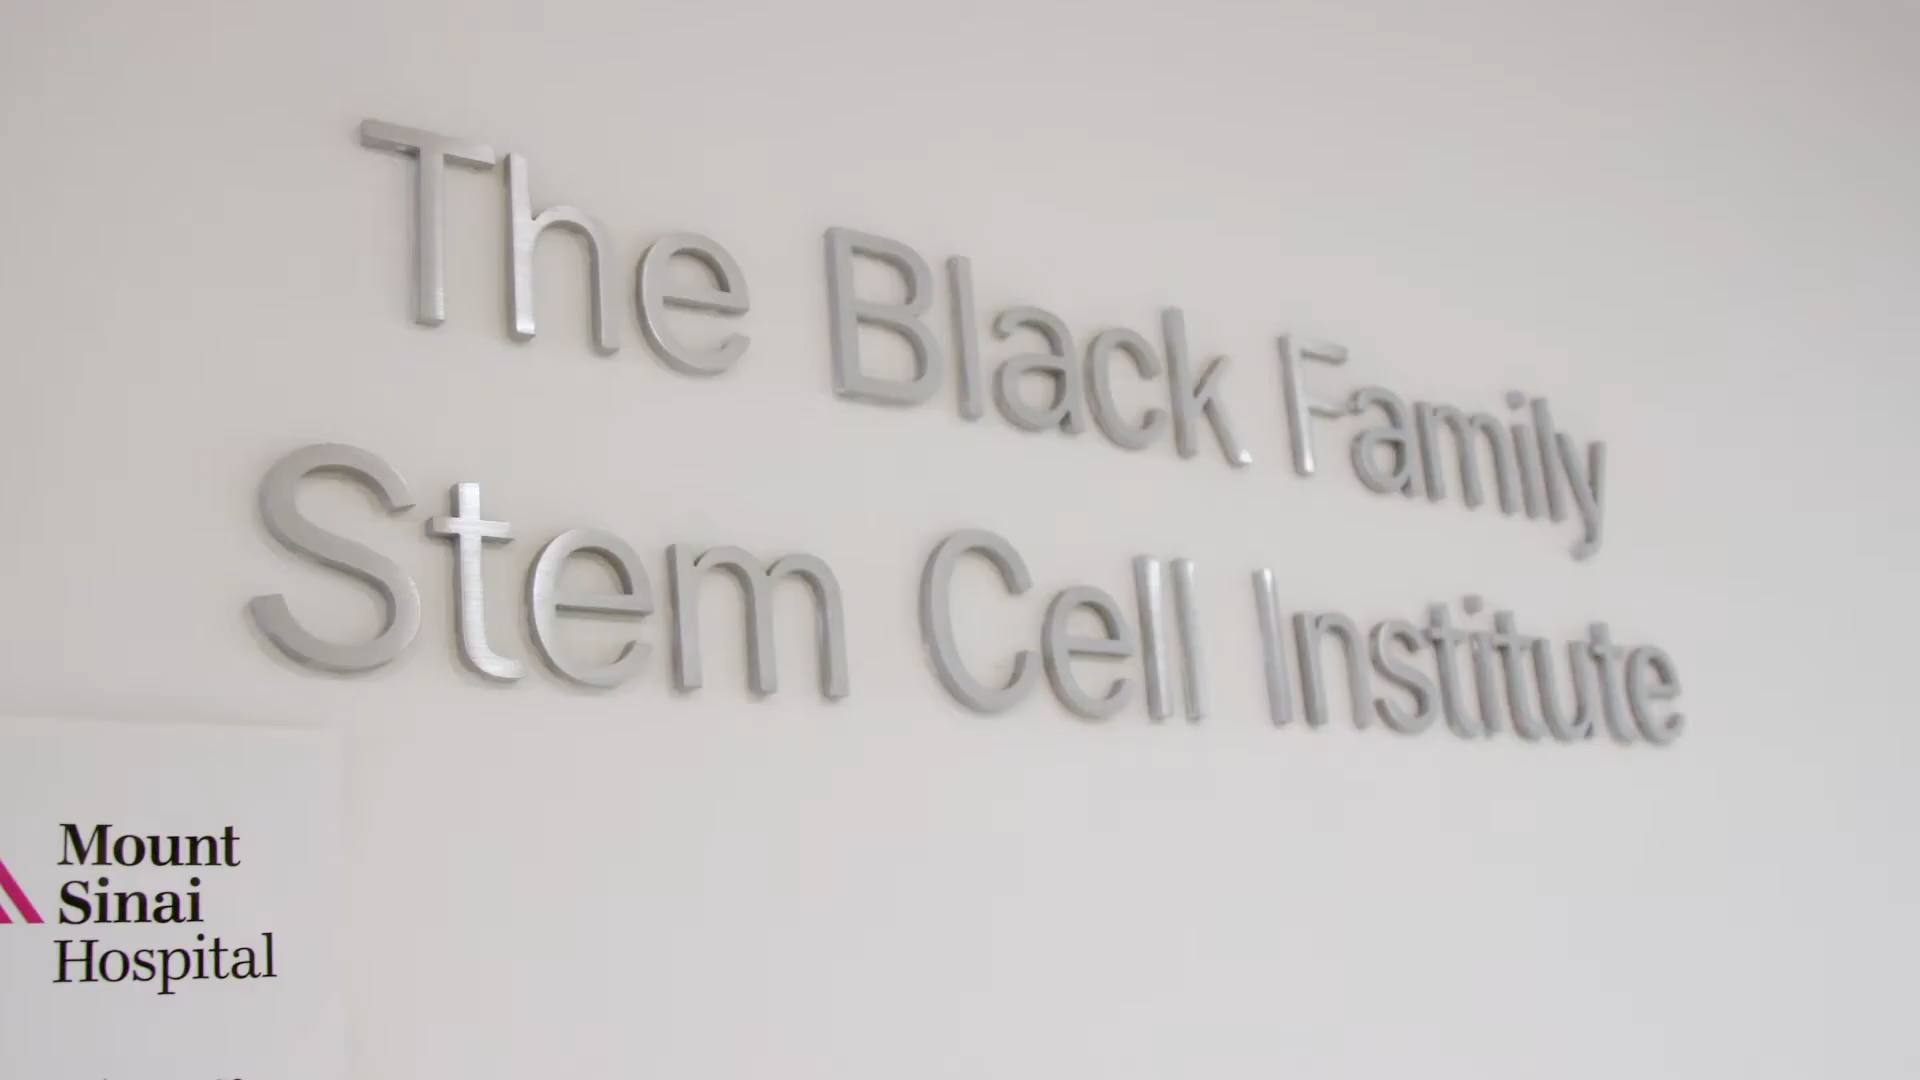 The Black Family
Stem Cell Institute
Mount
Sinai
Hospital